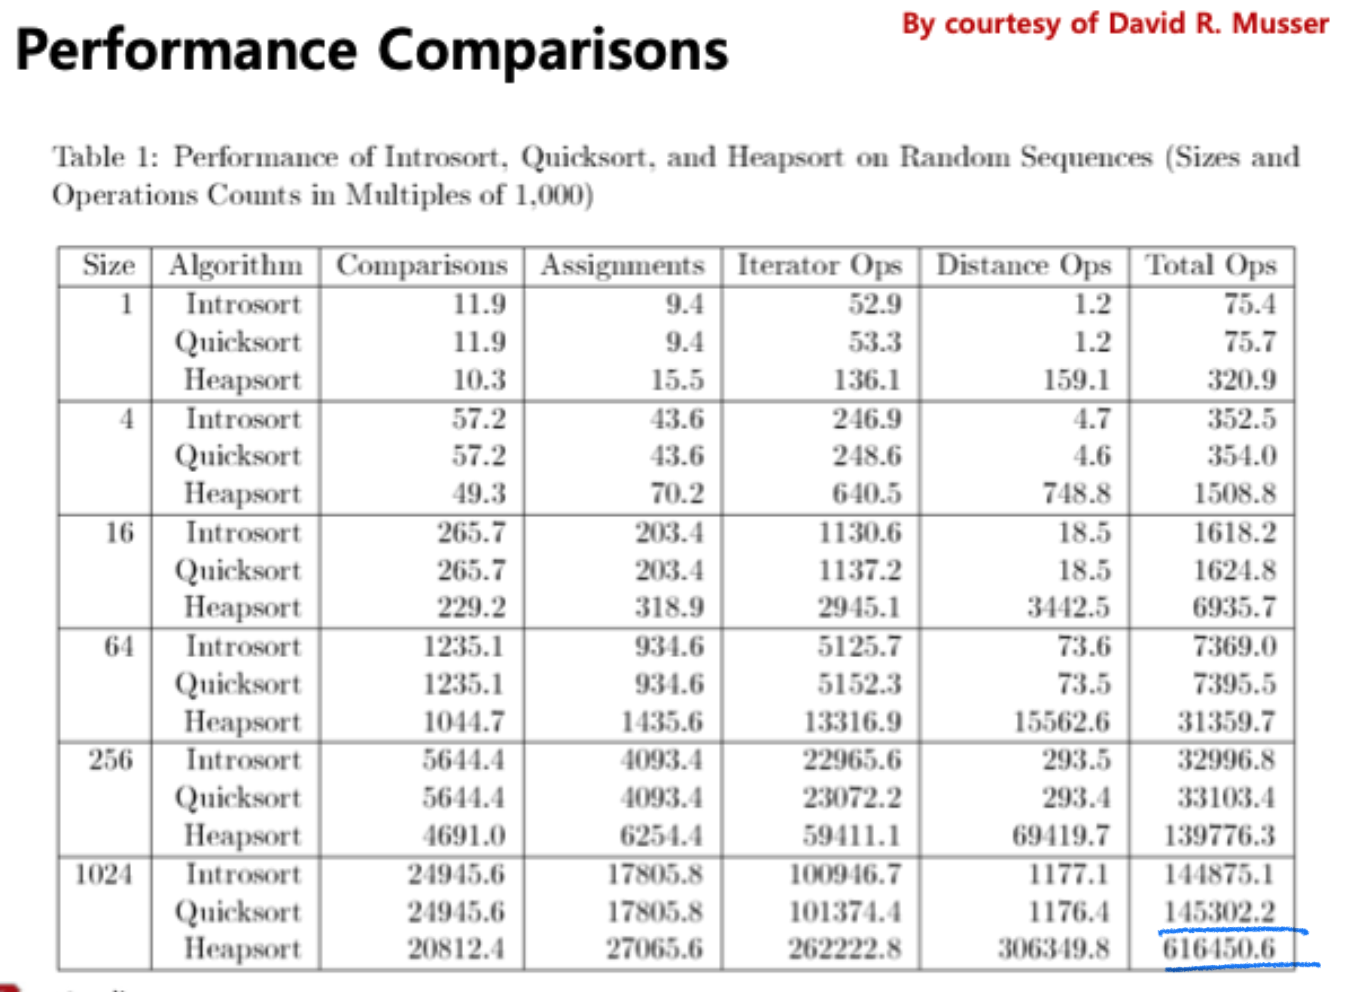 By courtesy of David R. Musser
Performance Comparisons
Table 1: Performance of Introsort, Quicksort, and Heapsort on Random Sequences (Sizes and
Operations Counts in Multiples of 1,000)
Size Algorithm Comparisons Assignments Iterator Ops Distance Ops Total Ops
1 Introsort 11.9 9.4 52.9 1.2 75.4
Quicksort 11.9 9.4 53.3 1.2 75.7
Heapsort 10.3 15.5 136.1 159.1 320.9
4 Introsort 57.2 43.6 246.9 4.7 352.5
Quicksort 57.2 43.6 248.6 4.6 354.0
Heapsort 49.3 70.2 640.5 748.8 1508.8
16 Introsort 265.7 203.4 1130.6 18.5 1618.2
Quicksort 265.7 203.4 1137.2 18.5 1624.8
Heapsort 229.2 318.9 2945.1 3442.5 6935.7
64 Introsort 1235.1 934.6 5125.7 73.6 7369.0
Quicksort 1235.1 934.6 5152.3 73.5 7395.5
Heapsort 1044.7 1435.6 13316.9 15562.6 31359.7
256 Introsort 5644.4 4093.4 22965.6 293.5 32996.8
Quicksort 5644.4 4093.4 23072.2 293.4 33103.4
Heapsort 4691.0 6254.4 59411.1 69419.7 139776.3
1024 Introsort 24945.6 17805.8 100946.7 1177.1 144875.1
Quicksort 24945.6 17805.8 101374.4 1176.4 145302.2
Heapsort 20812.4 27065.6 262222.8 306349.8 616450.6